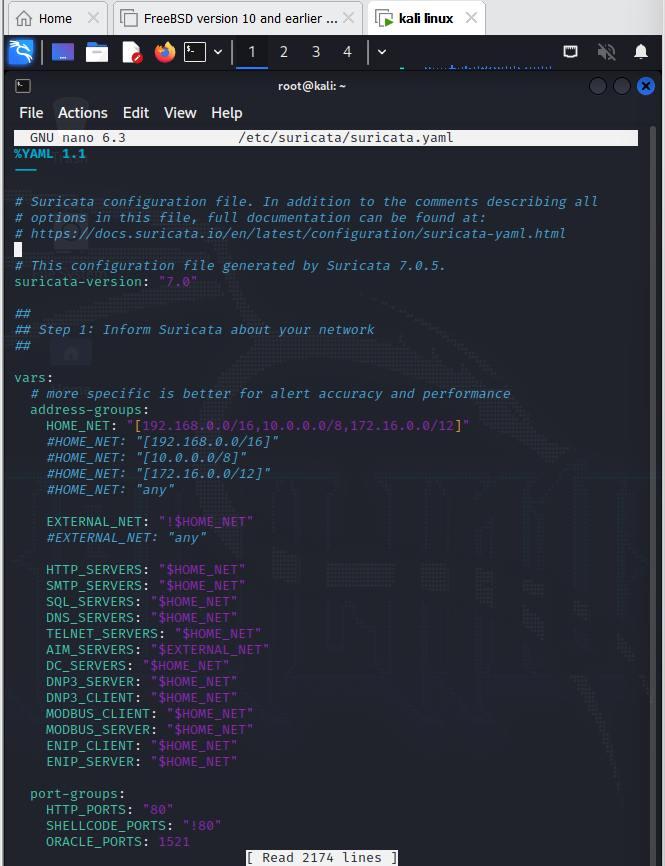 Home
FreeBSD version 10 and earlier ...
kali linux
1 2 3 4
root@kali: ~
File Actions Edit View Help
GNU nano 6.3 /etc/suricata/suricata.yaml
%YAML 1.1
---
# Suricata configuration file. In addition to the comments describing all
# options in this file, full documentation can be found at:
# https://docs.suricata.io/en/latest/configuration/suricata-yaml.html
# This configuration file generated by Suricata 7.0.5.
suricata-version: "7.0"
##
## Step 1: Inform Suricata about your network
##
vars:
# more specific is better for alert accuracy and performance
address-groups:
HOME_NET: "[192.168.0.0/16,10.0.0.0/8,172.16.0.0/12]"
#HOME_NET: "[192.168.0.0/16]"
#HOME_NET: "[10.0.0.0/8]"
#HOME_NET: "[172.16.0.0/12]"
#HOME_NET: "any"
EXTERNAL_NET: "!$HOME_NET"
#EXTERNAL_NET: "any"
HTTP_SERVERS: "$HOME_NET"
SMTP_SERVERS: "$HOME_NET"
SQL_SERVERS: "$HOME_NET"
DNS_SERVERS: "$HOME_NET"
TELNET_SERVERS: "$HOME_NET"
AIM_SERVERS: "$EXTERNAL_NET"
DC_SERVERS: "$HOME_NET"
DNP3_SERVER: "$HOME_NET"
DNP3_CLIENT: "$HOME_NET"
MODBUS_CLIENT: "$HOME_NET"
MODBUS_SERVER: "$HOME_NET"
ENIP_CLIENT: "$HOME_NET"
ENIP_SERVER: "$HOME_NET"
port-groups:
HTTP_PORTS: "80"
SHELLCODE_PORTS: "!80"
ORACLE_PORTS: 1521
[ Read 2174 lines ]